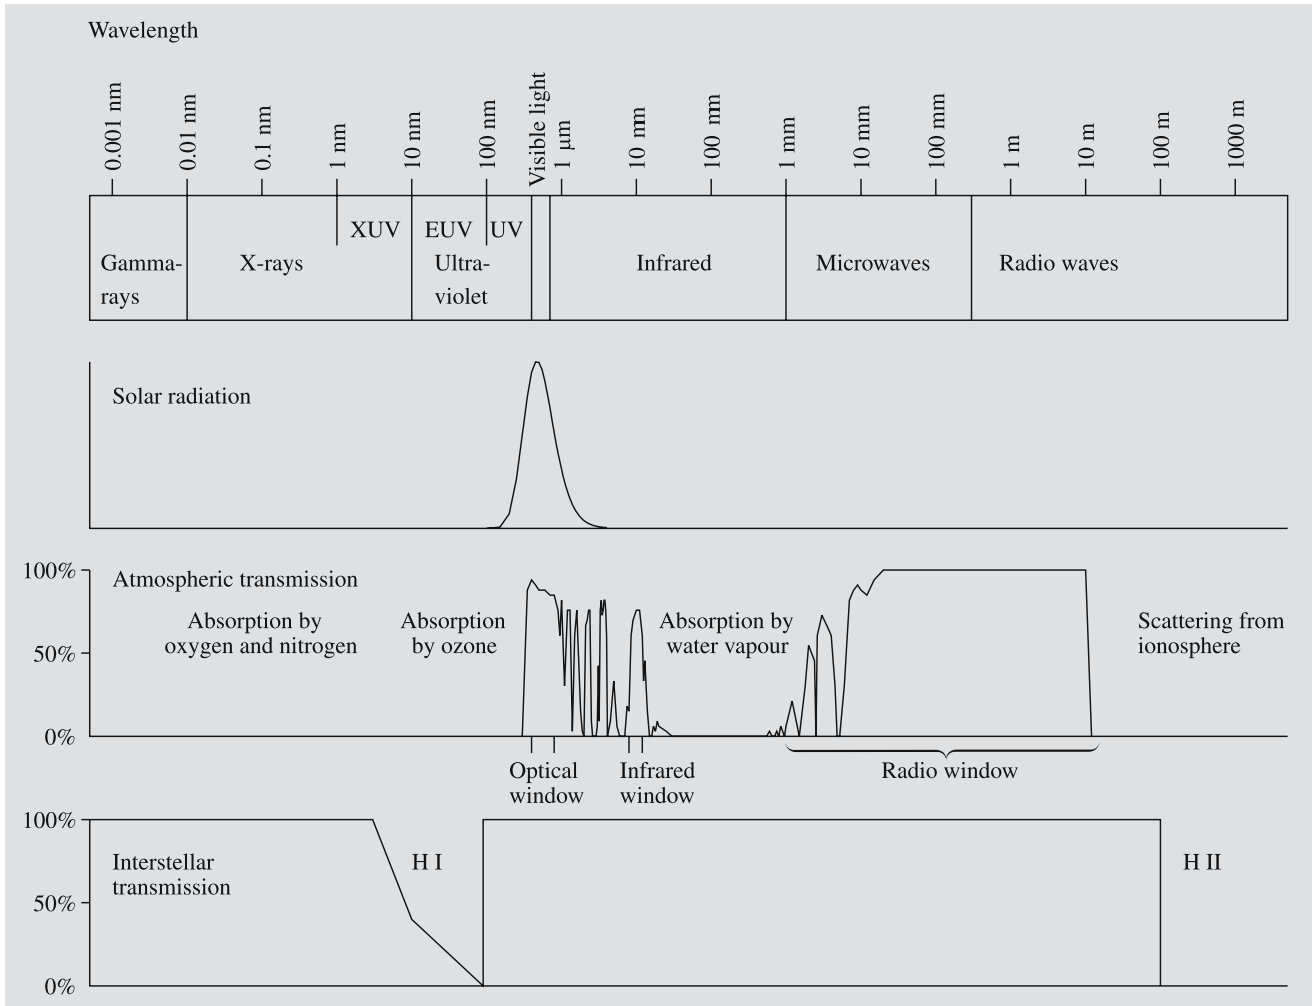 Wavelength
0.001 nm
0.01 nm
0.1 nm
1 nm
10 nm
100 nm
Visible light
1 μm
10 mm
100 mm
1 mm
10 mm
100 mm
1 m
10 m
100 m
1000 m
XUV
EUV
UV
Gamma-
rays
X-rays
Ultra-
violet
Infrared
Microwaves
Radio waves
Solar radiation
100%
50%
0%
Atmospheric transmission
Absorption by
oxygen and nitrogen
Absorption
by ozone
Absorption by
water vapour
Scattering from
ionosphere
Optical
window
Infrared
window
Radio window
100%
50%
0%
Interstellar
transmission
H I
H II